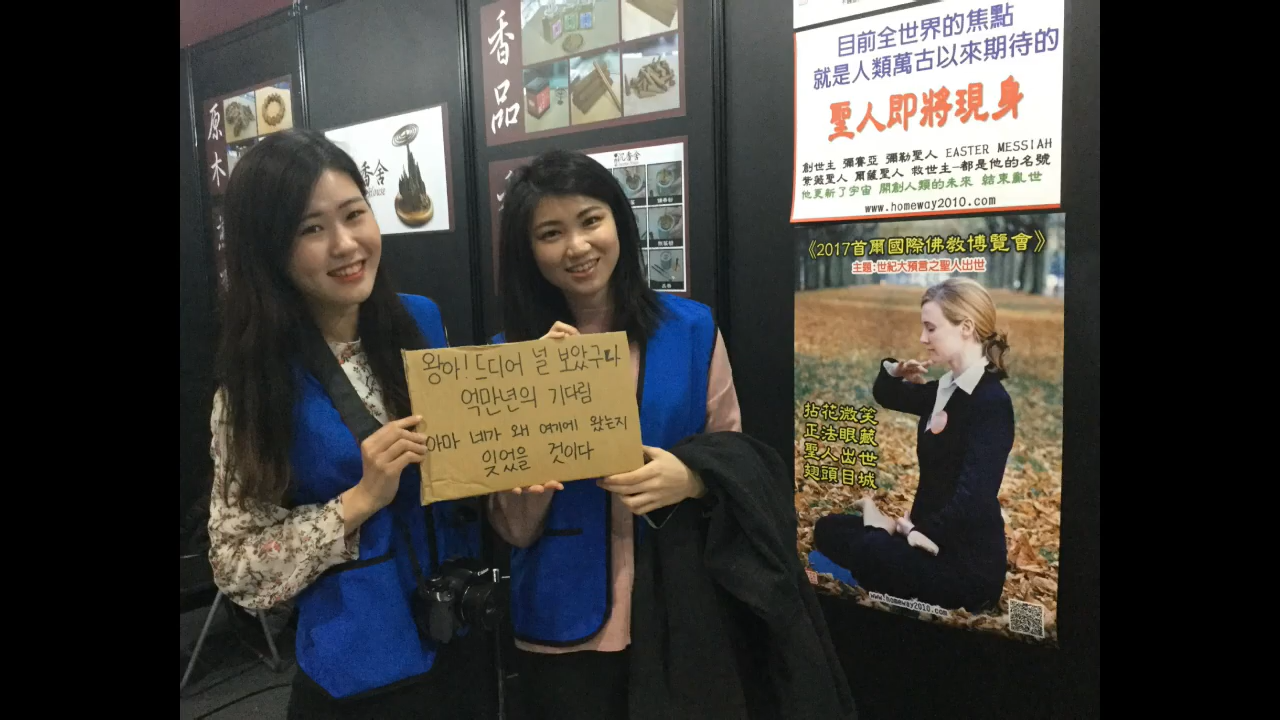 香品
原木
香舍
沉香舍
왕아! 드디어 널 보았구나
억만년의 기다림
아마 네가 왜 여기에 왔는지
잊었을 것이다
目前全世界的焦點
就是人類萬古以來期待的
聖人即將現身
創世主 彌賽亞 彌勒聖人 EASTER MESSIAH
紫薇聖人 爾薩聖人 救世主—都是他的名號
他更新了宇宙 開創人類的未來 結束亂世
www.homeway2010.com
《2017首爾國際佛教博覽會》
主題:世紀大預言之聖人出世
拈花微笑
正法眼藏
聖人出世
翅頭目城
www.homeway2010.com